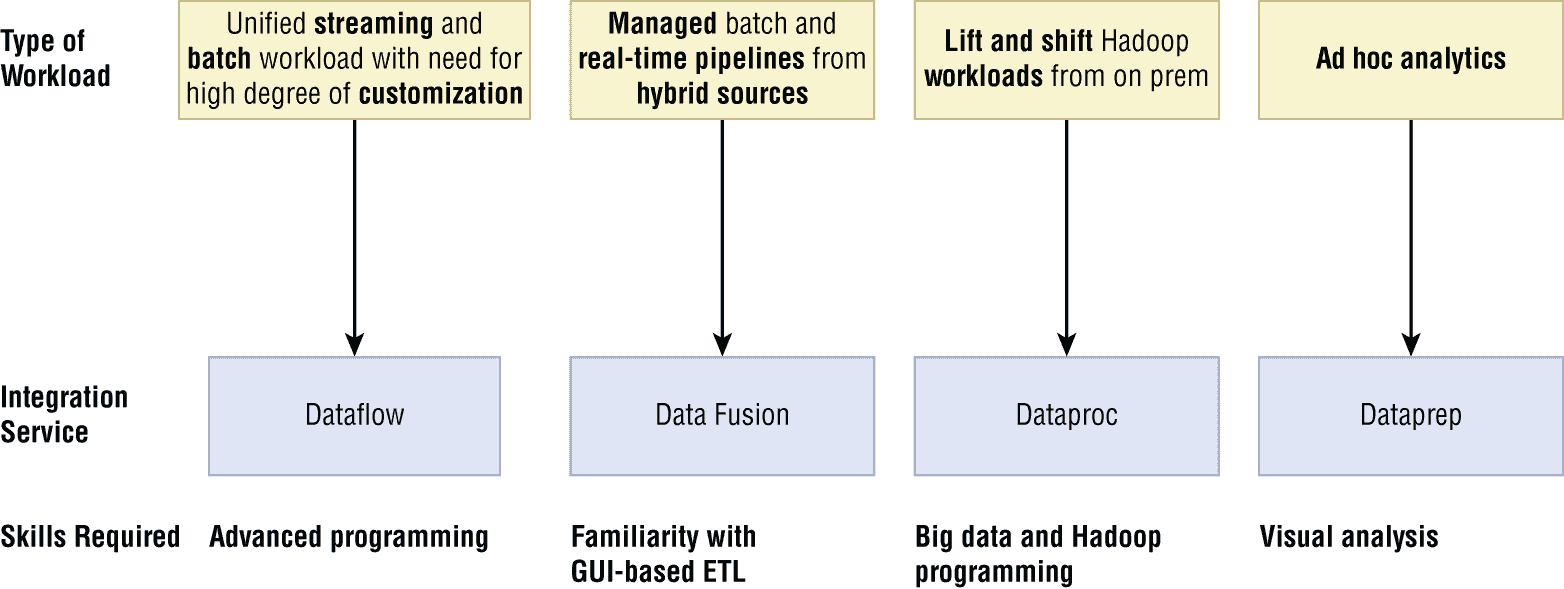 Type of
Workload
Unified streaming and
batch workload with need for
high degree of customization
Managed batch and
real-time pipelines from
hybrid sources
Lift and shift Hadoop
workloads from on prem
Ad hoc analytics
Integration
Service
Dataflow
Data Fusion
Dataproc
Dataprep
Skills Required
Advanced programming
Familiarity with
GUI-based ETL
Big data and Hadoop
programming
Visual analysis